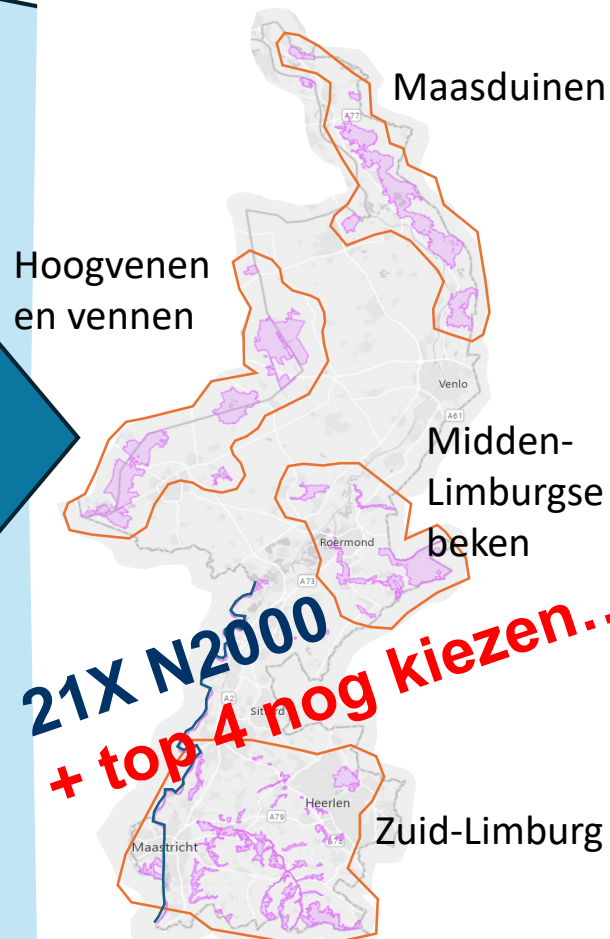 Maasduinen
A77
Hoogvenen
en vennen
Venlo
A61
Midden-
Limburgse
beken
Roermond
A73
21X N2000
+ top 4 nog kiezen..
A2
Sittard
Heerlen
A79
Maastricht
Zuid-Limburg